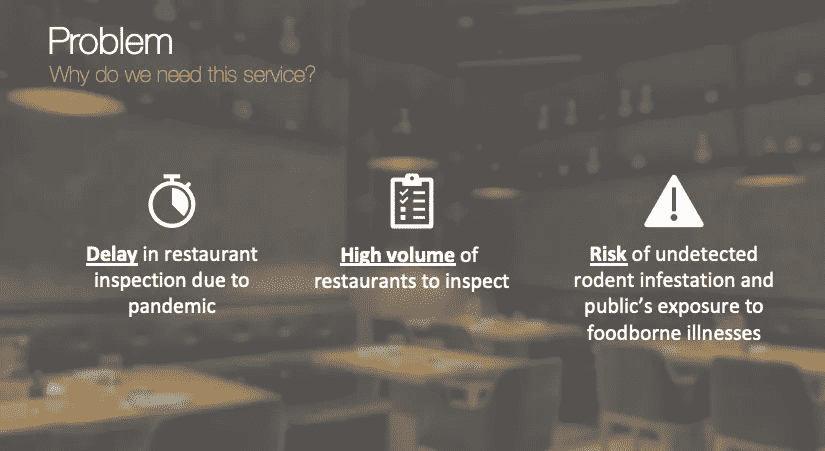 Problem
Why do we need this service?
Delay in restaurant
inspection due to
pandemic
High volume of
restaurants to inspect
Risk of undetected
rodent infestation and
public’s exposure to
foodborne illnesses